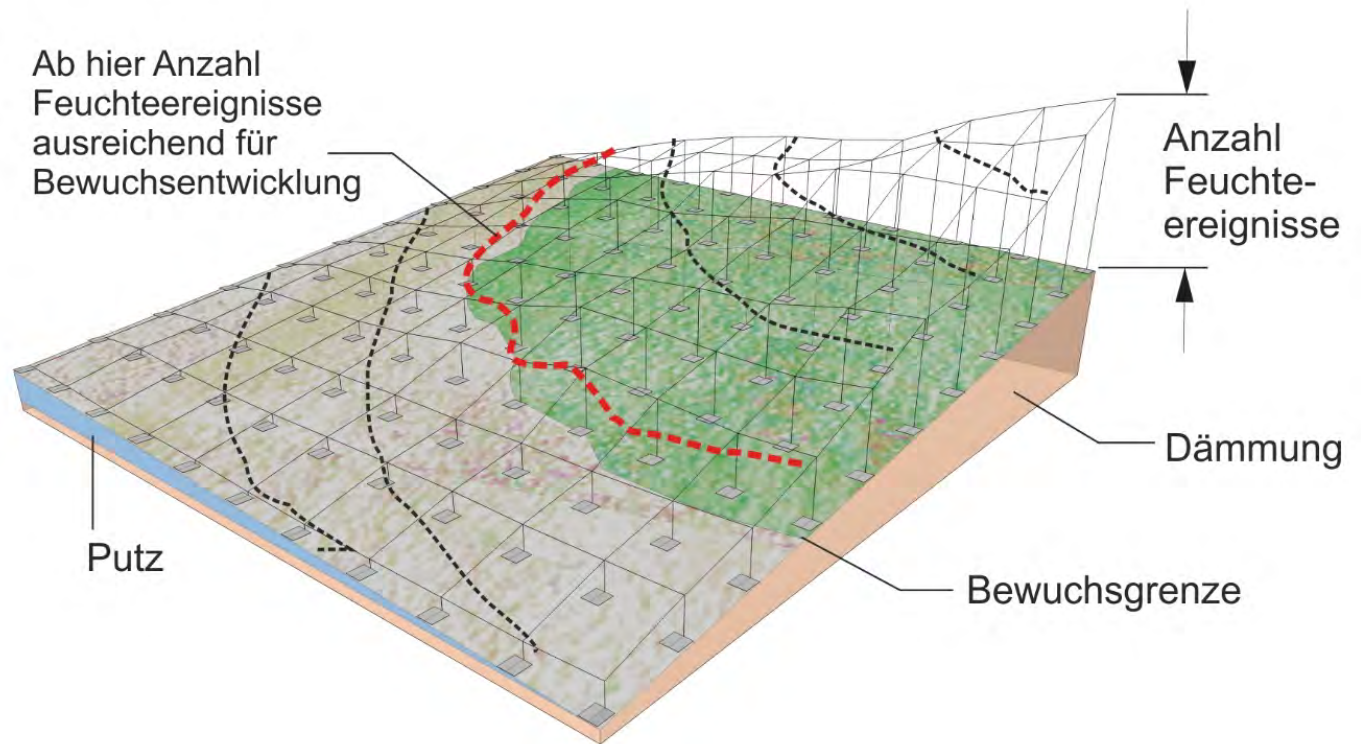 Ab hier Anzahl
Feuchteereignisse
ausreichend für
Bewuchsentwicklung
Anzahl
Feuchte-
ereignisse
Dämmung
Putz
Bewuchsgrenze